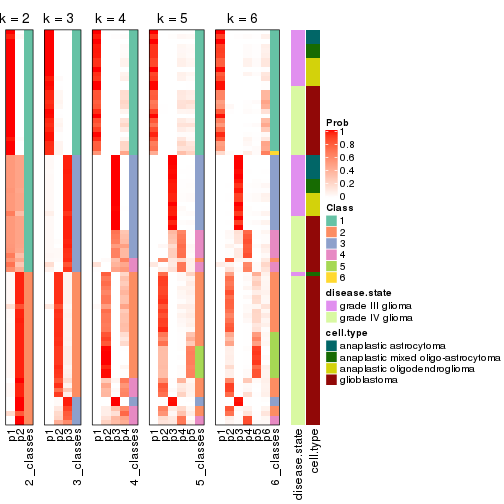 k = 2 k = 3 k = 4 k = 5 k = 6
Prob
1
0.8
0.6
0.4
0.2
0
Class
1
2
3
4
5
6
disease.state
grade III glioma
grade IV glioma
cell.type
anaplastic astrocytoma
anaplastic mixed oligo-astrocytoma
anaplastic oligodendroglioma
glioblastoma
p1 p2 2_classes p1 p2 p3 3_classes p1 p2 p3 p4 4_classes p1 p2 p3 p4 p5 5_classes p1 p2 p3 p4 p5 p6 6_classes disease.state cell.type